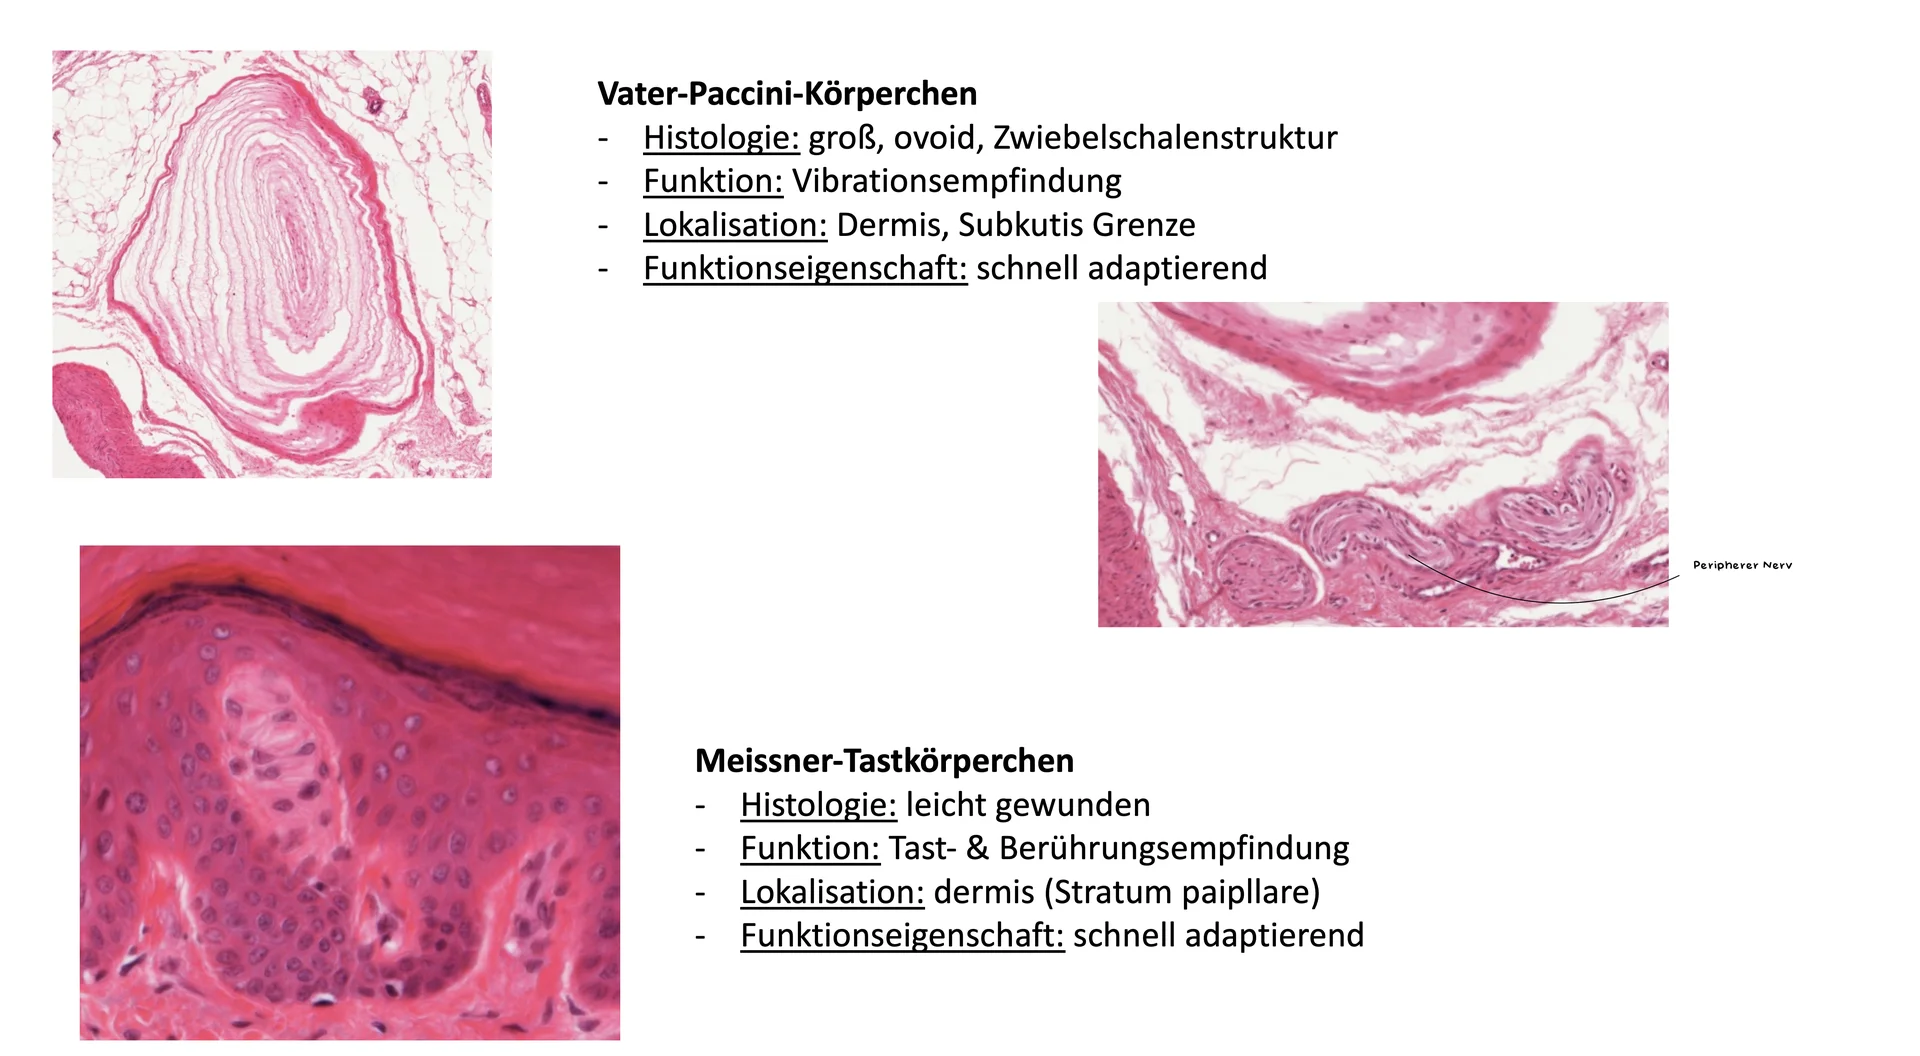 Vater-Paccini-Körperchen
- Histologie: groß, ovoid, Zwiebelschalenstruktur
- Funktion: Vibrationsempfindung
- Lokalisation: Dermis, Subkutis Grenze
- Funktionseigenschaft: schnell adaptierend
Peripherer Nerv
Meissner-Tastkörperchen
- Histologie: leicht gewunden
- Funktion: Tast- & Berührungsempfindung
- Lokalisation: dermis (Stratum paipllare)
- Funktionseigenschaft: schnell adaptierend